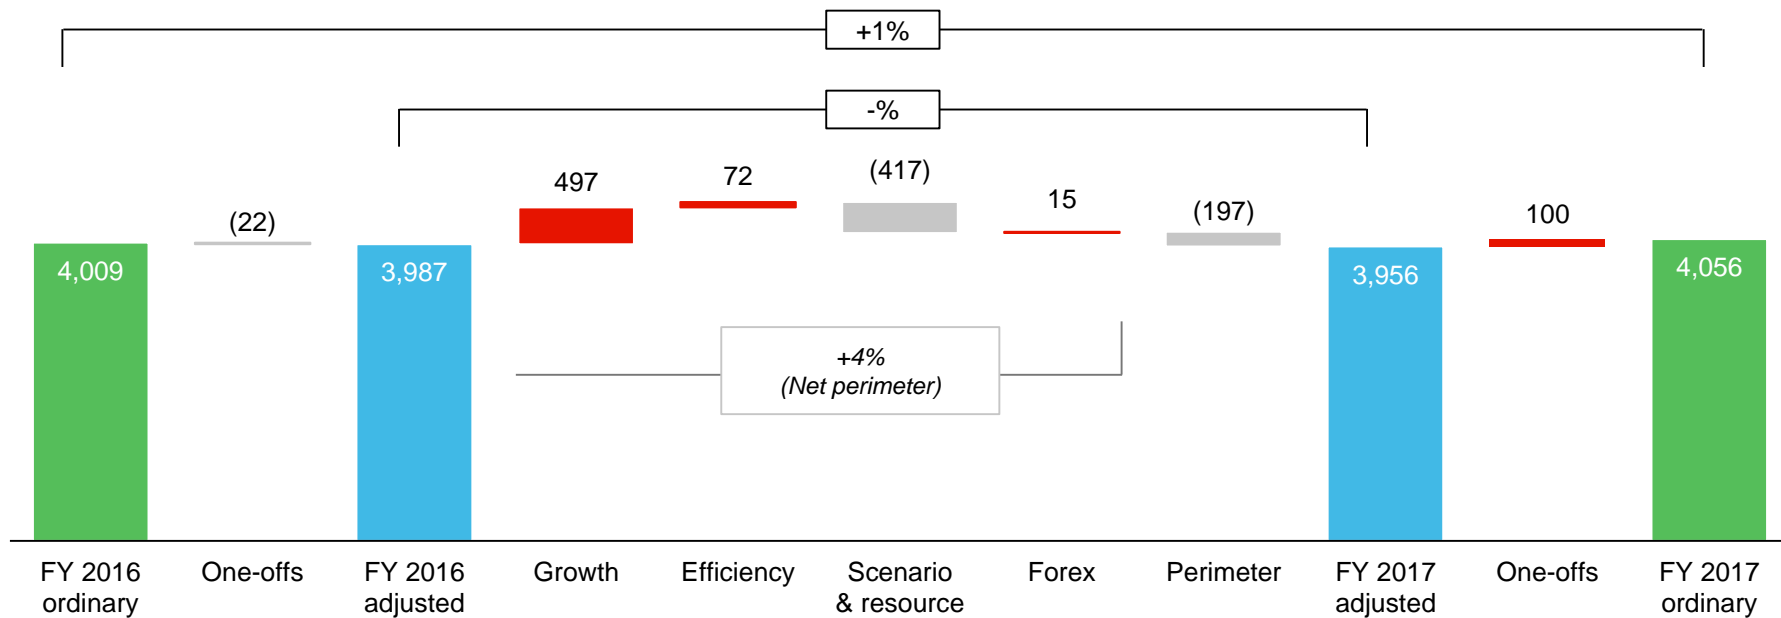 +1%
-%
497
72
(417)
15
(197)
(22)
100
4,009
3,987
3,956
4,056
+4%
(Net perimeter)
FY 2016
ordinary
One-offs
FY 2016
adjusted
Growth
Efficiency
Scenario
& resource
Forex
Perimeter
FY 2017
adjusted
One-offs
FY 2017
ordinary